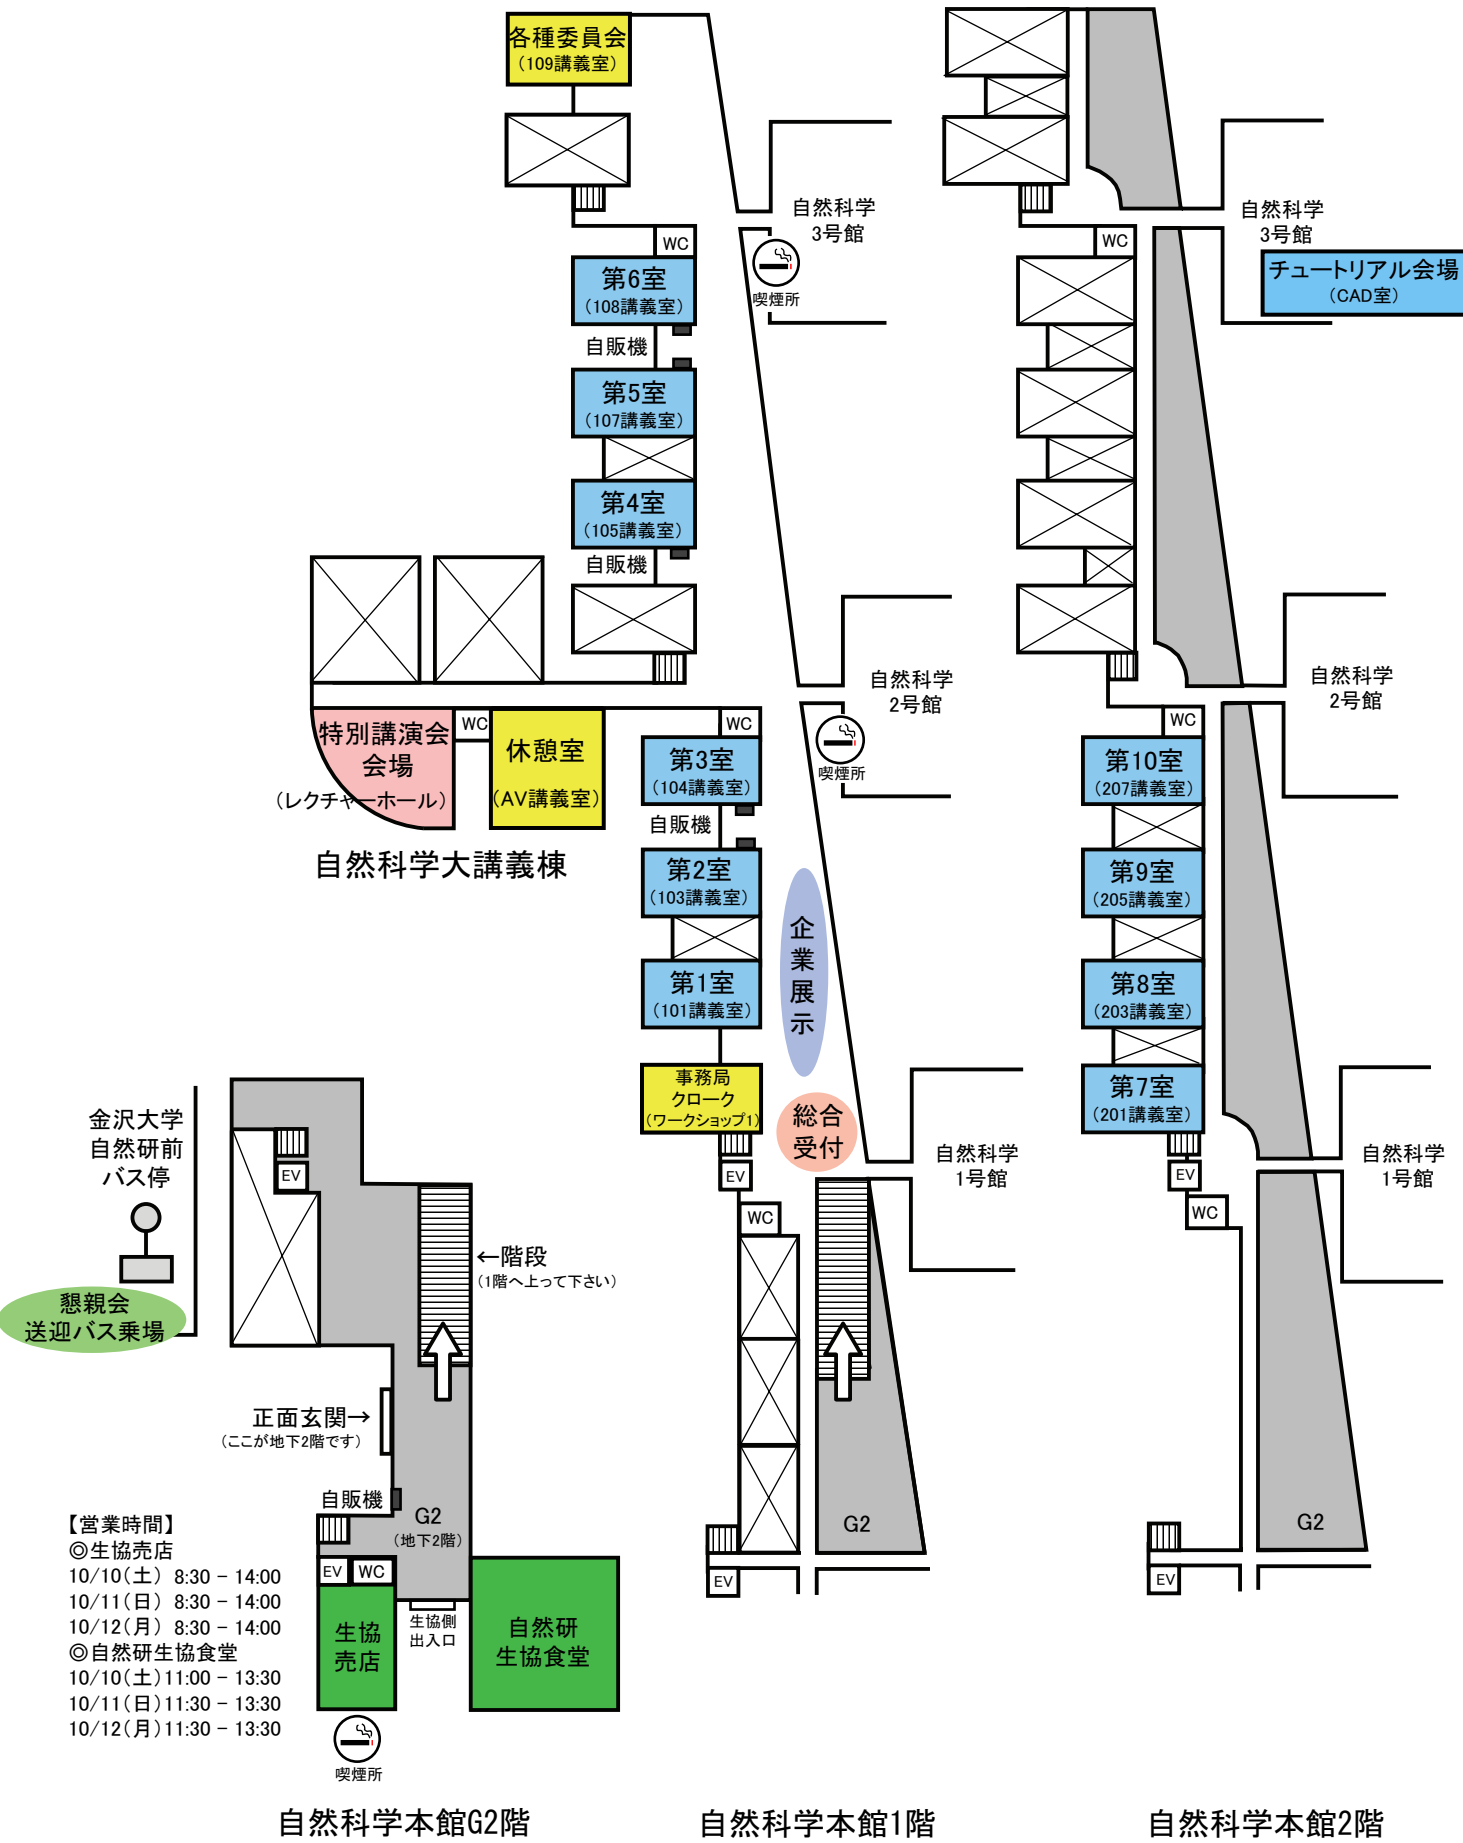 各種委員会
（109講義室）
自然科学
3号館
喫煙所
WC
第6室
（108講義室）
自販機
第5室
（107講義室）
第4室
（105講義室）
自販機
自然科学
2号館
喫煙所
特別講演会
会場
（レクチャーホール）
WC
休憩室
（AV講義室）
WC
第3室
（104講義室）
自販機
自然科学大講義棟
第2室
（103講義室）
第1室
（101講義室）
企業展示
事務局
クローク
（ワークショップ1）
総合
受付
自然科学
1号館
EV
WC
G2
EV
自然科学本館1階
自然科学
3号館
チュートリアル会場
（CAD室）
WC
自然科学
2号館
WC
第10室
（207講義室）
第9室
（205講義室）
第8室
（203講義室）
第7室
（201講義室）
自然科学
1号館
EV
WC
G2
EV
自然科学本館2階
金沢大学
自然研前
バス停
懇親会
送迎バス乗場
EV
←階段
（1階へ上って下さい）
正面玄関→
（ここが地下2階です）
自販機
G2
（地下2階）
EV
WC
生協
売店
生協側
出入口
自然研
生協食堂
喫煙所
【営業時間】
◎生協売店
10/10（土） 8:30 − 14:00
10/11（日） 8:30 − 14:00
10/12（月） 8:30 − 14:00
◎自然研生協食堂
10/10（土）11:00 − 13:30
10/11（日）11:30 − 13:30
10/12（月）11:30 − 13:30
自然科学本館G2階